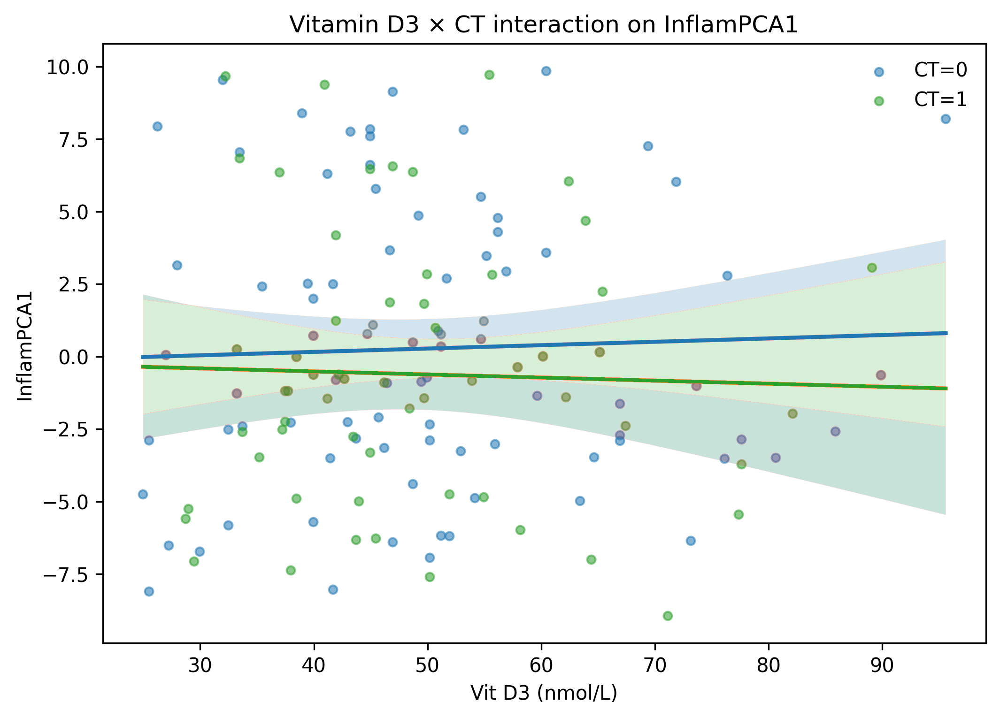 Vitamin D3 × CT interaction on InflamPCA1
CT=0
CT=1
10.0
7.5
5.0
2.5
0.0
−2.5
−5.0
−7.5
InflamPCA1
30 40 50 60 70 80 90
Vit D3 (nmol/L)